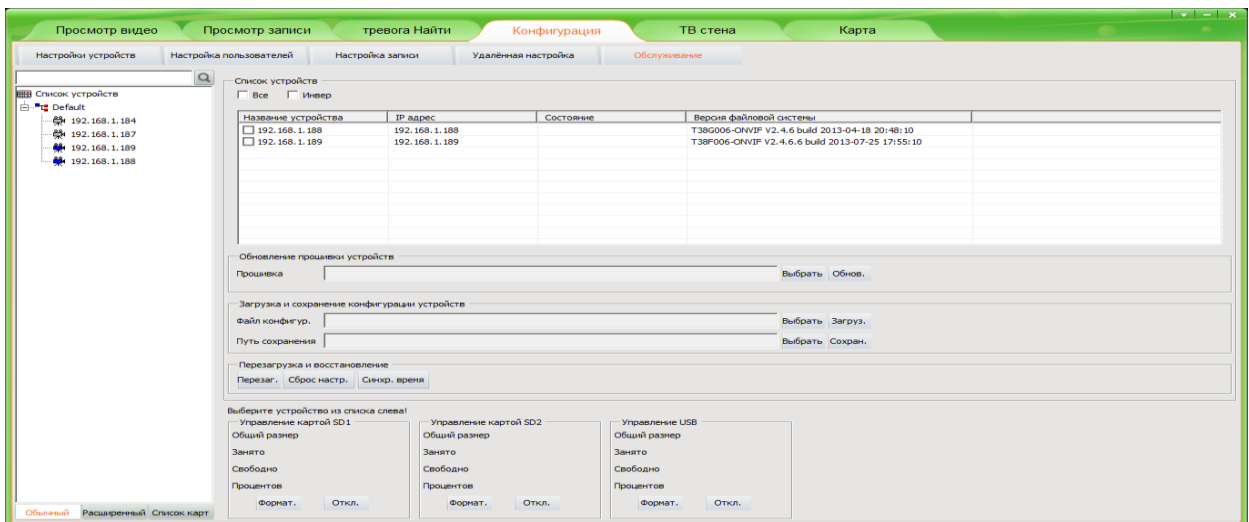 Просмотр видео Просмотр записи тревога Найти Конфигурация ТВ стена Карта
Настройки устройств Настройка пользователей Настройка записи Удалённая настройка Обслуживание
Список устройств
Default
192.168.1.184
192.168.1.187
192.168.1.189
192.168.1.188
Обычный Расширенный Список карт
Список устройств
Все Инвер
Название устройства IP адрес Состояние Версия файловой системы
192.168.1.188 192.168.1.188 T38G006-ONVIF V2.4.6 build 2013-04-18 20:48:10
192.168.1.189 192.168.1.189 T38F006-ONVIF V2.4.6.6 build 2013-07-25 17:55:10
Обновление прошивки устройств
Прошивка Выбрать Обнов.
Загрузка и сохранение конфигурации устройств
Файл конфигур. Выбрать Загруз.
Путь сохранения Выбрать Сохран.
Перезагрузка и восстановление
Перезаг. Сброс настр. Синхр. время
Выберите устройство из списка слева!
Управление картой SD1 Управление картой SD2 Управление USB
Общий размер Общий размер Общий размер
Занято Занято Занято
Свободно Свободно Свободно
Процентов Процентов Процентов
Формат. Откл. Формат. Откл. Формат. Откл.